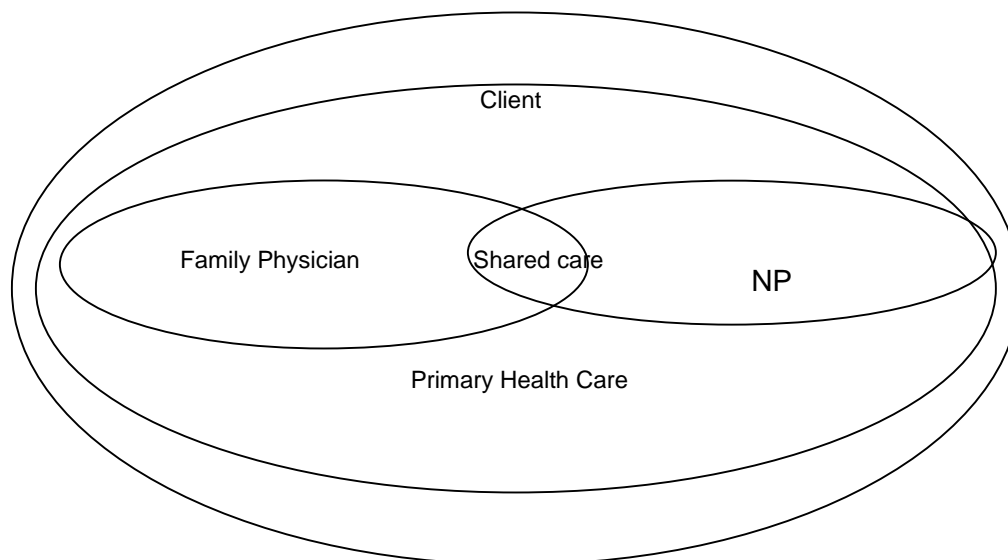 Client
Family Physician
Shared care
NP
Primary Health Care